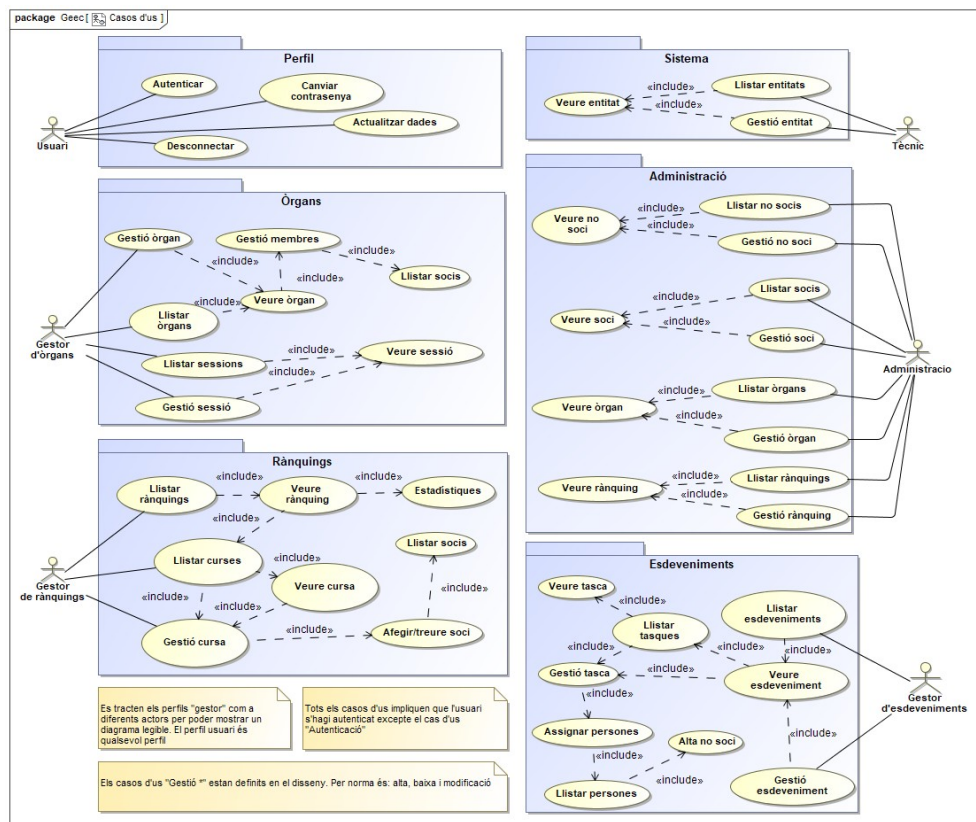 package Geec [ Casos d'us ]
Perfil
Autenticar
Canviar
contrasenya
Actualitzar dades
Desconnectar
Usuari
Sistema
Veure entitat
«include»
Llistar entitats
«include»
Gestió entitat
Tècnic
Òrgans
Gestió òrgan
Gestió membres
«include»
Llistar socis
«include»
«include»
Veure òrgan
Llistar
òrgans
«include»
Gestor
d'òrgans
Llistar sessions
«include»
Veure sessió
«include»
Gestió sessió
Administració
Veure no
soci
«include»
Llistar no socis
«include»
Gestió no soci
Veure soci
«include»
Llistar socis
«include»
Gestió soci
Administracio
Veure òrgan
«include»
Llistar òrgans
«include»
Gestió òrgan
Veure rànquing
«include»
Llistar rànquings
«include»
Gestió rànquing
Rànquings
Llistar
rànquings
«include»
Veure
rànquing
«include»
Estadístiques
«include»
Llistar socis
Llistar curses
«include»
Veure cursa
«include»
«include»
«include»
Gestor
de rànquings
Gestió cursa
«include»
Afegir/treure soci
Esdeveniments
Veure tasca
«include»
Llistar
tasques
Llistar
esdeveniments
«include»
«include»
«include»
Gestió tasca
«include»
Veure
esdeveniment
Gestor
d'esdeveniments
«include»
Assignar persones
Alta no soci
«include»
«include»
«include»
Llistar persones
Gestió
esdeveniment
Es tracten els perfils "gestor" com a
diferents actors per poder mostrar un
diagrama legible. El perfil usuari és
qualsevol perfil
Tots els casos d'us impliquen que l'usuari
s'hagi autenticat excepte el cas d'us
"Autenticació"
Els casos d'us "Gestió *" estan definits en el disseny. Per norma és: alta, baixa i modificació